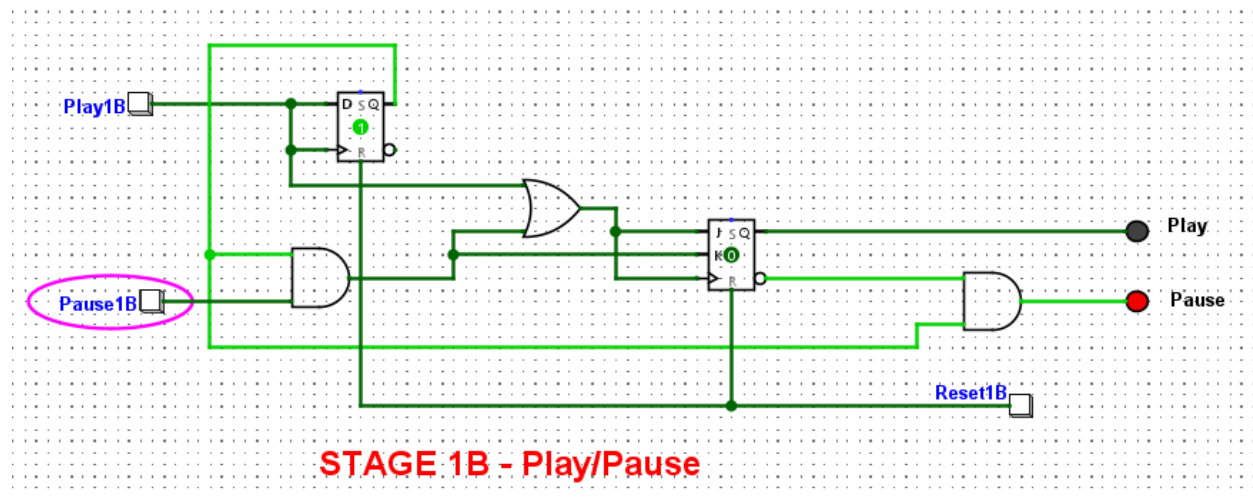 Play1B
D S Q
1
R
J S Q
Play
K 0
R
Pause1B
Pause
Reset1B
STAGE 1B - Play/Pause